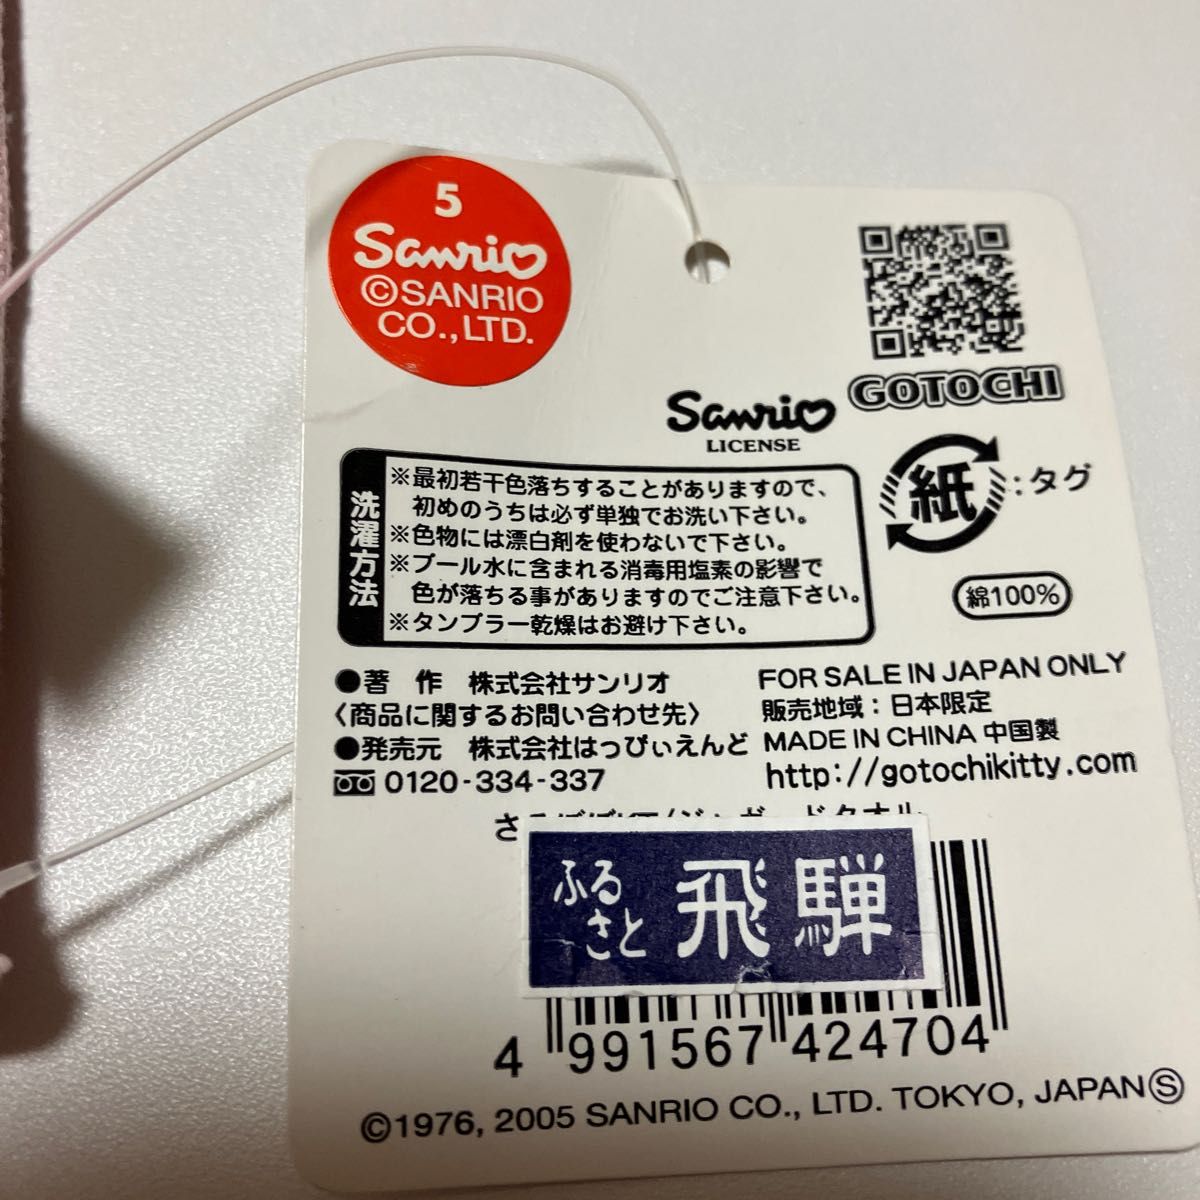 5
Sanrio
©SANRIO
CO.,LTD.
GOTOCHI
Sanrio
LICENSE
紙:タグ
洗濯方法
※最初若干色落ちすることがありますので、
初めのうちは必ず単独でお洗い下さい。
※色物には漂白剤を使わないで下さい。
※プール水に含まれる消毒用塩素の影響で
色が落ちる事がありますのでご注意下さい。
※タンブラー乾燥はお避け下さい。
綿100%
●著 作 株式会社サンリオ
〈商品に関するお問い合わせ先〉
●発売元 株式会社はっぴぃえんど
0120-334-337
FOR SALE IN JAPAN ONLY
販売地域:日本限定
MADE IN CHINA 中国製
http://gotochikitty.com
ふるさと 飛騨
4 991567 424704
©1976, 2005 SANRIO CO., LTD. TOKYO, JAPAN Ⓢ